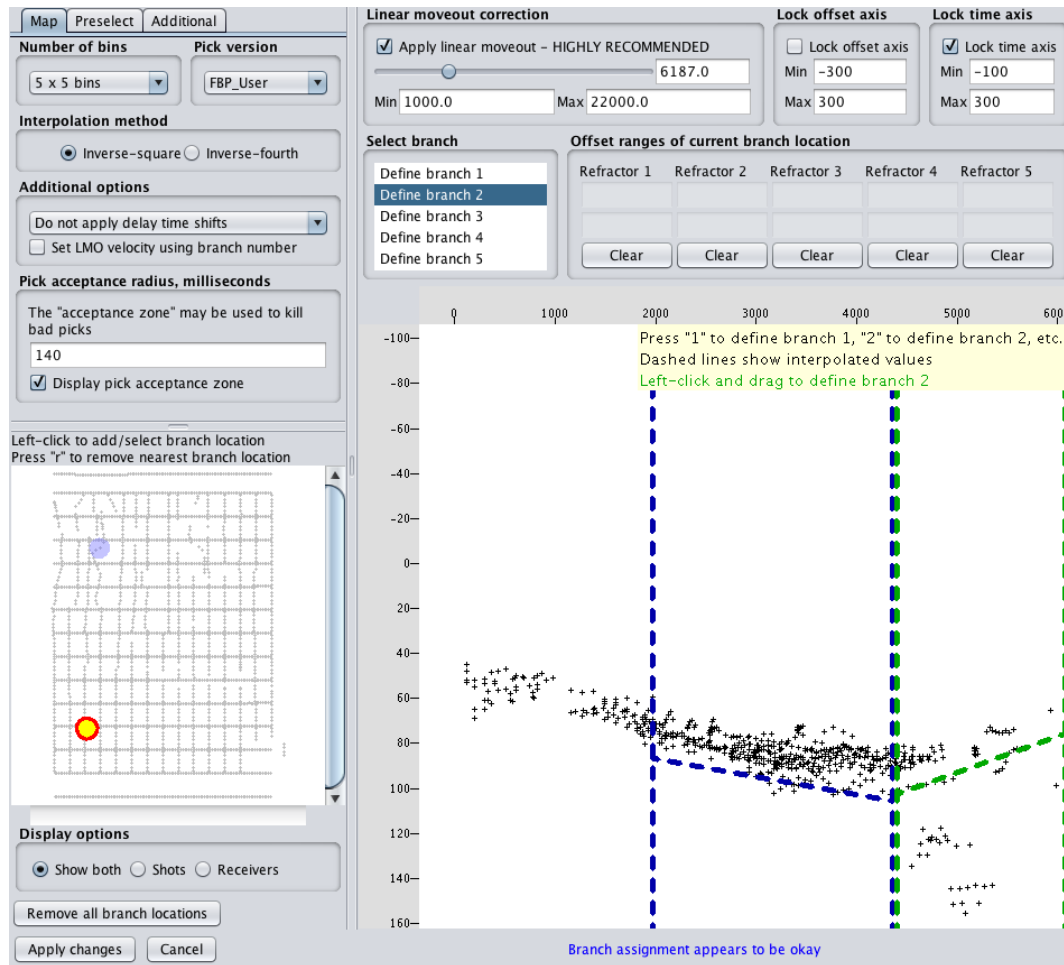 Map
Preselect
Additional
Number of bins
Pick version
5 x 5 bins
FBP_User
Interpolation method
Inverse-square
Inverse-fourth
Additional options
Do not apply delay time shifts
Set LMO velocity using branch number
Pick acceptance radius, milliseconds
The "acceptance zone" may be used to kill
bad picks
140
Display pick acceptance zone
Left-click to add/select branch location
Press "r" to remove nearest branch location
Display options
Show both
Shots
Receivers
Remove all branch locations
Apply changes
Cancel
Linear moveout correction
Apply linear moveout - HIGHLY RECOMMENDED
6187.0
Min 1000.0
Max 22000.0
Lock offset axis
Lock offset axis
Min -300
Max 300
Lock time axis
Lock time axis
Min -100
Max 300
Select branch
Define branch 1
Define branch 2
Define branch 3
Define branch 4
Define branch 5
Offset ranges of current branch location
Refractor 1 Refractor 2 Refractor 3 Refractor 4 Refractor 5
Clear Clear Clear Clear Clear
0 1000 2000 3000 4000 5000 600
Press "1" to define branch 1, "2" to define branch 2, etc.
Dashed lines show interpolated values
Left-click and drag to define branch 2
-100
-80
-60
-40
-20
0
20
40
60
80
100
120
140
160
Branch assignment appears to be okay